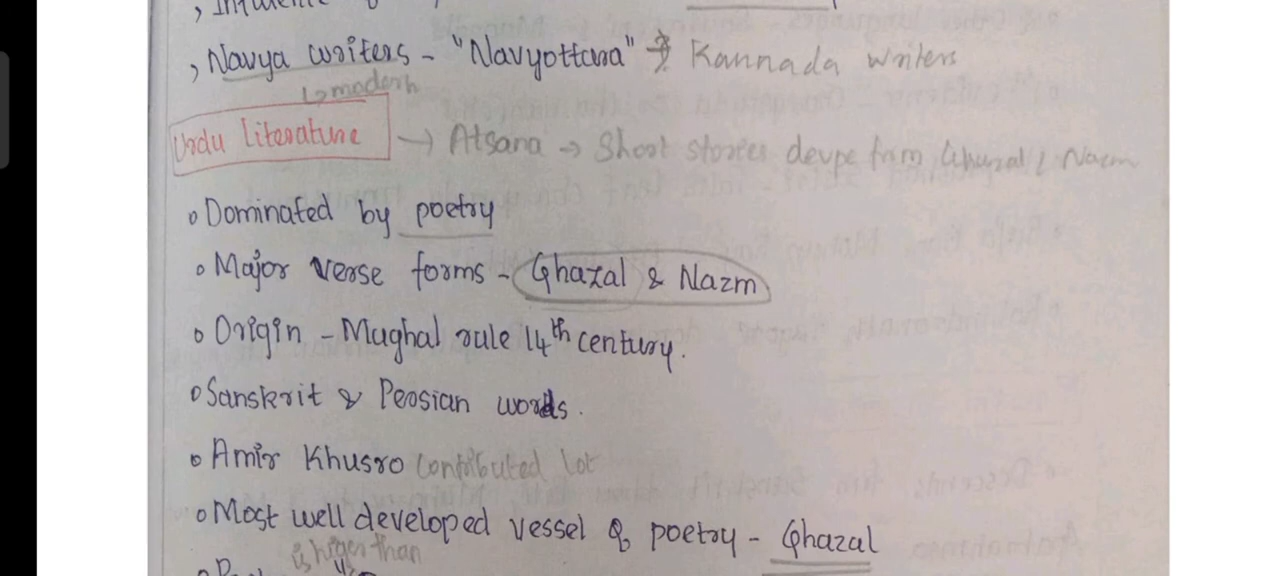 , Navya writers - "Navyottara" → Kannada writers
↳ modern
Urdu literature → Afsana → Short stories devpe from Ghazal & Nazm
• Dominated by poetry
• Major verse forms - Ghazal & Nazm
• Origin - Mughal rule 14th century.
• Sanskrit & Persian words.
• Amir Khusro contributed lot
• Most well developed vessel of poetry - Ghazal
is higer than